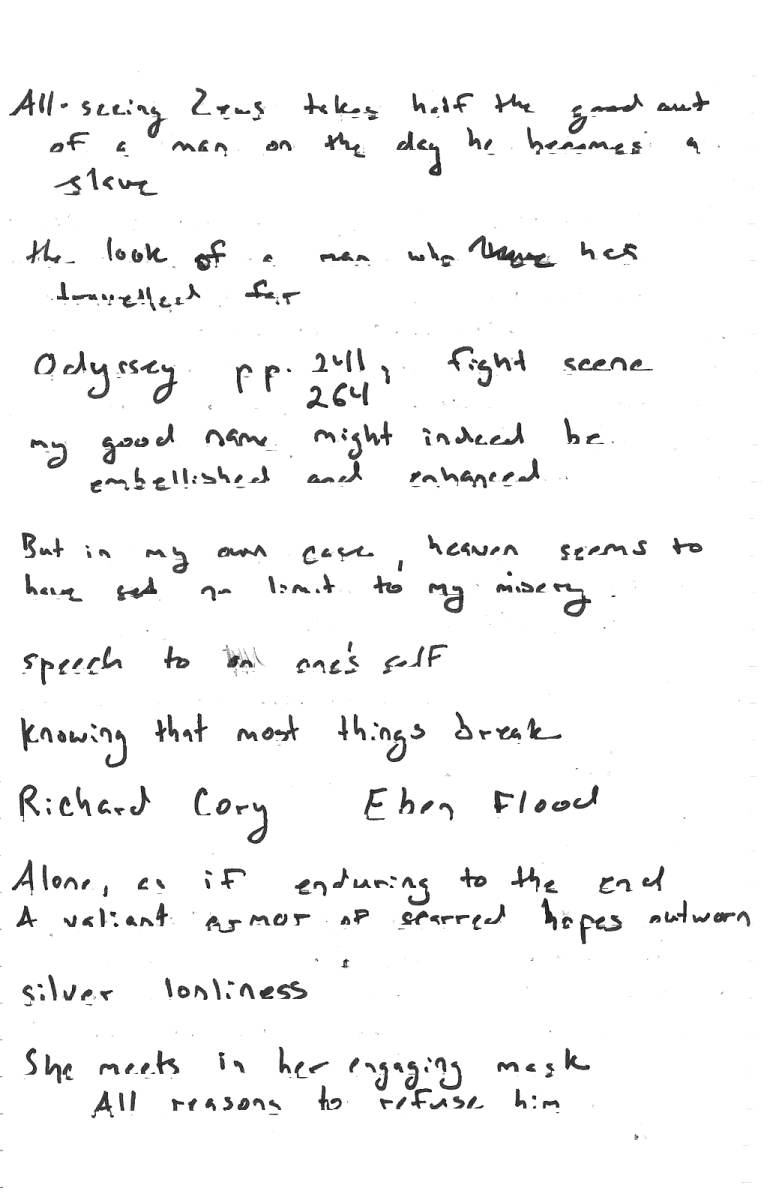 All-seeing Zeus takes half the good out
of a man on the day he becomes a
slave
the look of a man who has
travelled far
Odyssey pp. 241, fight scene
264
my good name might indeed be
embellished and enhanced
But in my own case, heaven seems to
have set no limit to my misery.
speech to one's self
knowing that most things break
Richard Cory Eben Flood
Alone, as if enduring to the end
A valiant armor of scarred hopes outworn
silver lonliness
She meets in her engaging mask
All reasons to refuse him